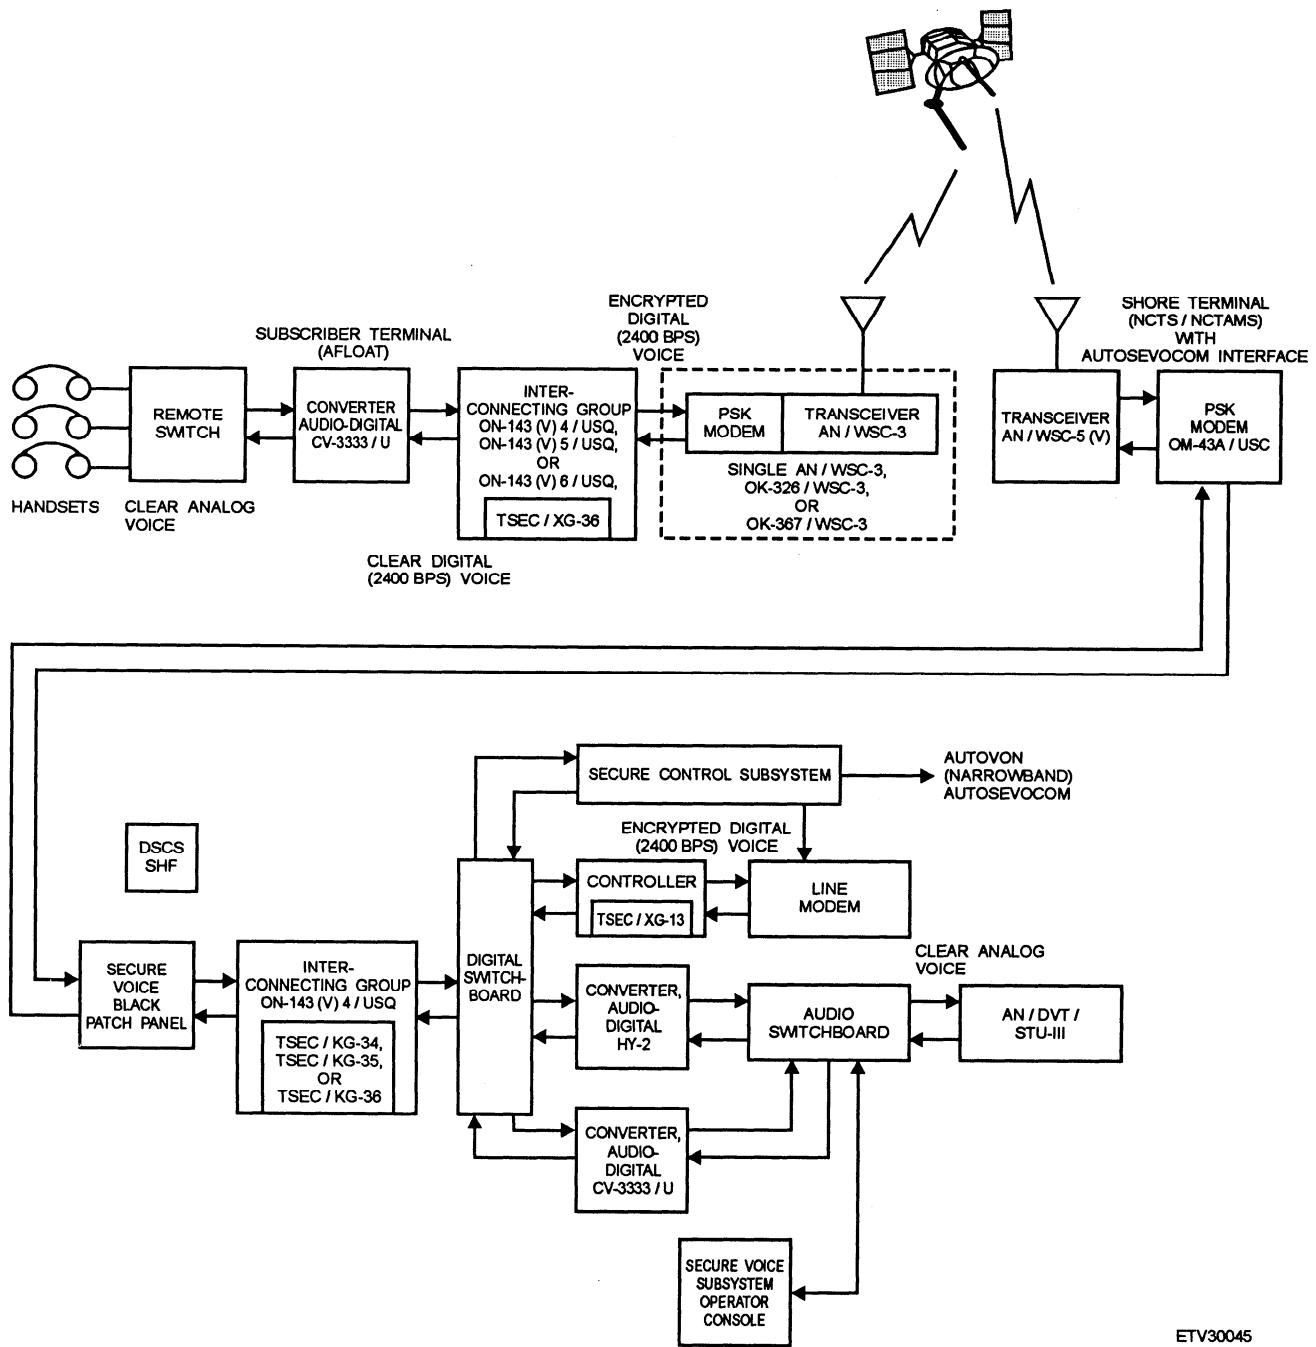 ENCRYPTED
DIGITAL
(2400 BPS)
VOICE
SHORE TERMINAL
(NCTS / NCTAMS)
WITH
AUTOSEVOCOM INTERFACE
SUBSCRIBER TERMINAL
(AFLOAT)
REMOTE
SWITCH
CONVERTER
AUDIO-DIGITAL
CV-3333 / U
INTER-
CONNECTING GROUP
ON-143 (V) 4 / USQ,
ON-143 (V) 5 / USQ,
OR
ON-143 (V) 6 / USQ,
TSEC / XG-36
PSK
MODEM
TRANSCEIVER
AN / WSC-3
SINGLE AN / WSC-3,
OK-326 / WSC-3,
OR
OK-367 / WSC-3
TRANSCEIVER
AN / WSC-5 (V)
PSK
MODEM
OM-43A / USC
HANDSETS
CLEAR ANALOG
VOICE
CLEAR DIGITAL
(2400 BPS) VOICE
SECURE CONTROL SUBSYSTEM
AUTOVON
(NARROWBAND)
AUTOSEVOCOM
DSCS
SHF
ENCRYPTED DIGITAL
(2400 BPS) VOICE
CONTROLLER
TSEC / XG-13
LINE
MODEM
SECURE
VOICE
BLACK
PATCH PANEL
INTER-
CONNECTING GROUP
ON-143 (V) 4 / USQ
TSEC / KG-34,
TSEC / KG-35,
OR
TSEC / KG-36
DIGITAL
SWITCH-
BOARD
CONVERTER,
AUDIO-
DIGITAL
HY-2
AUDIO
SWITCHBOARD
CLEAR ANALOG
VOICE
AN / DVT /
STU-III
CONVERTER,
AUDIO-
DIGITAL
CV-3333 / U
SECURE VOICE
SUBSYSTEM
OPERATOR
CONSOLE
ETV30045